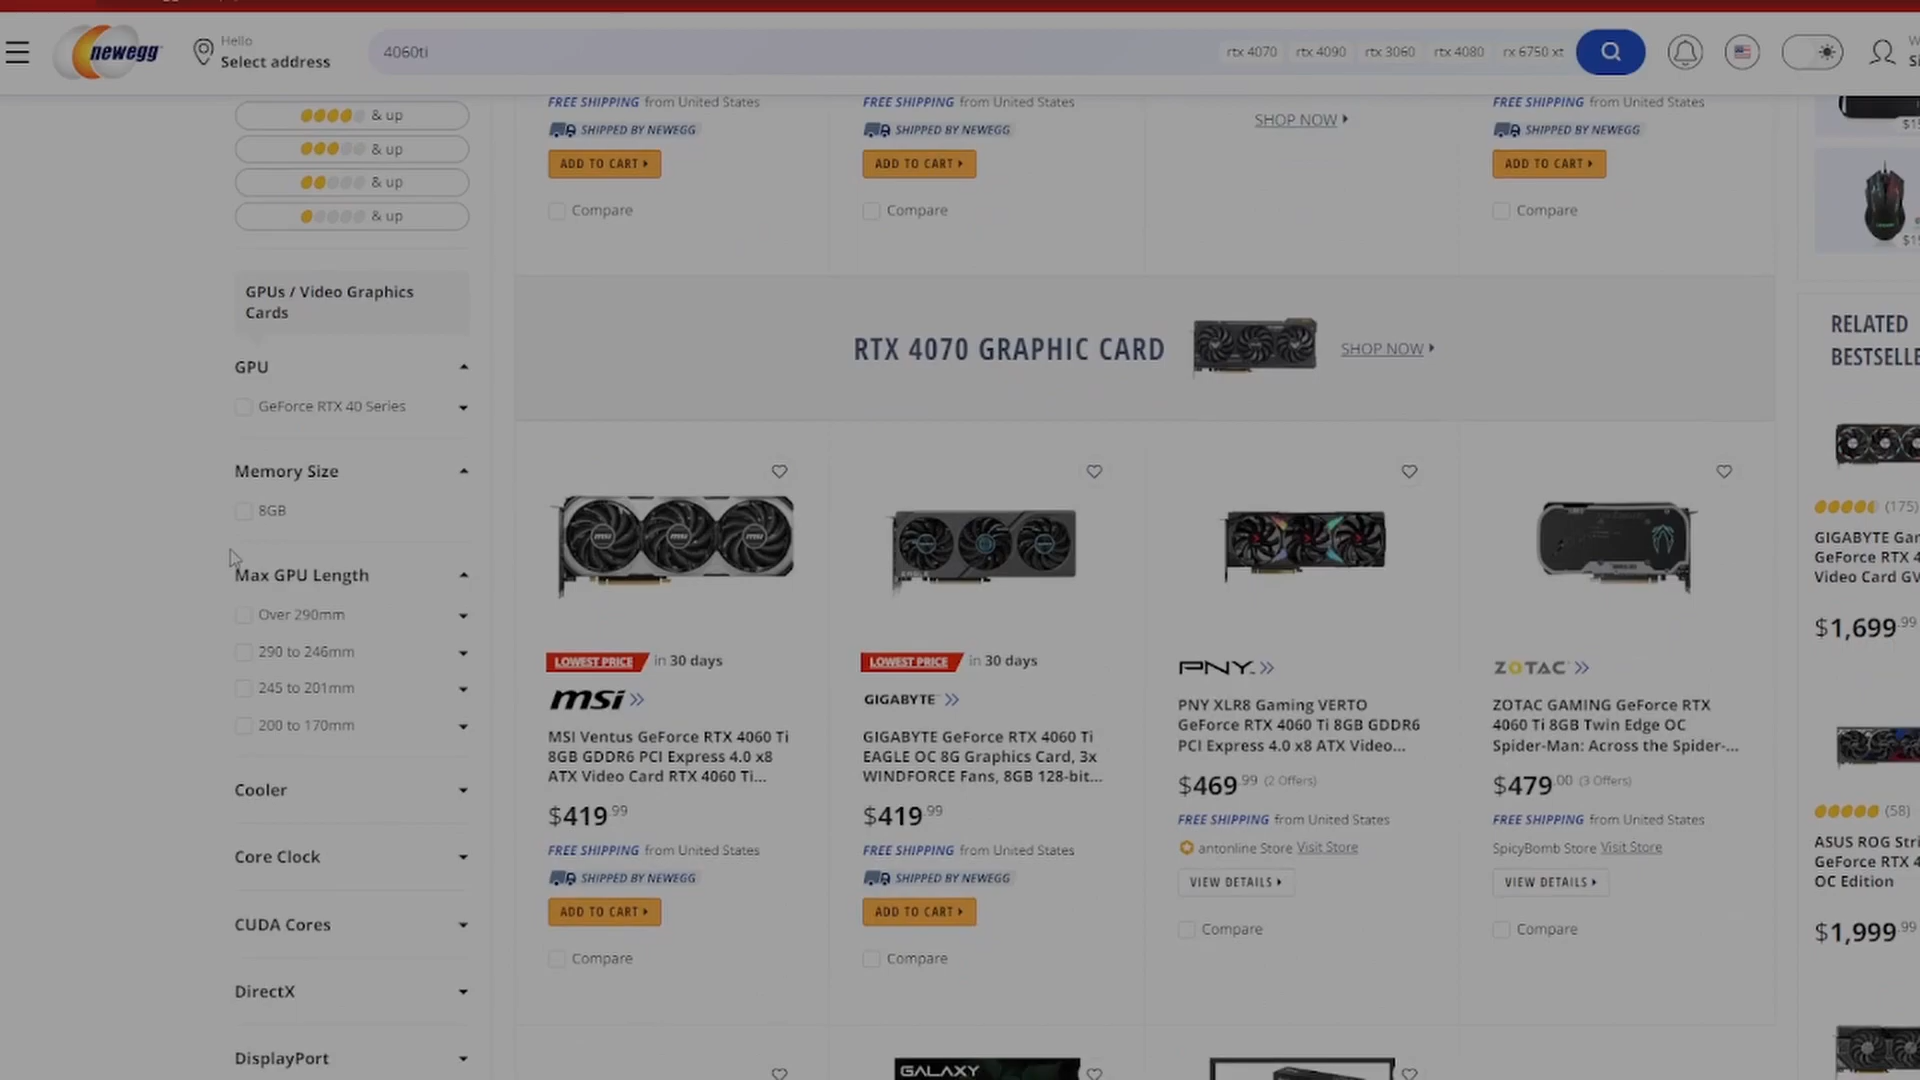 newegg
Hello
Select address
4060ti
rtx 4070
rtx 4090
rtx 3060
rtx 4080
rx 6750 xt
& up
& up
& up
& up
GPUs / Video Graphics
Cards
GPU
GeForce RTX 40 Series
Memory Size
8GB
Max GPU Length
Over 290mm
290 to 246mm
245 to 201mm
200 to 170mm
Cooler
Core Clock
CUDA Cores
DirectX
DisplayPort
FREE SHIPPING from United States
SHIPPED BY NEWEGG
ADD TO CART
Compare
FREE SHIPPING from United States
SHIPPED BY NEWEGG
ADD TO CART
Compare
SHOP NOW
FREE SHIPPING from United States
SHIPPED BY NEWEGG
ADD TO CART
Compare
RTX 4070 GRAPHIC CARD
SHOP NOW
LOWEST PRICE in 30 days
msi
MSI Ventus GeForce RTX 4060 Ti
8GB GDDR6 PCI Express 4.0 x8
ATX Video Card RTX 4060 Ti...
$419.99
FREE SHIPPING from United States
SHIPPED BY NEWEGG
ADD TO CART
Compare
LOWEST PRICE in 30 days
GIGABYTE
GIGABYTE GeForce RTX 4060 Ti
EAGLE OC 8G Graphics Card, 3x
WINDFORCE Fans, 8GB 128-bit...
$419.99
FREE SHIPPING from United States
SHIPPED BY NEWEGG
ADD TO CART
Compare
PNY
PNY XLR8 Gaming VERTO
GeForce RTX 4060 Ti 8GB GDDR6
PCI Express 4.0 x8 ATX Video...
$469.99 (2 Offers)
FREE SHIPPING from United States
antonline Store Visit Store
VIEW DETAILS
Compare
ZOTAC
ZOTAC GAMING GeForce RTX
4060 Ti 8GB Twin Edge OC
Spider-Man: Across the Spider-...
$479.00 (3 Offers)
FREE SHIPPING from United States
SpicyBomb Store Visit Store
VIEW DETAILS
Compare
GALAXY
RELATED
BESTSELLE
(175)
GIGABYTE Gar
GeForce RTX 4
Video Card GV
$1,699.99
(58)
ASUS ROG Stri
GeForce RTX 4
OC Edition
$1,999.99